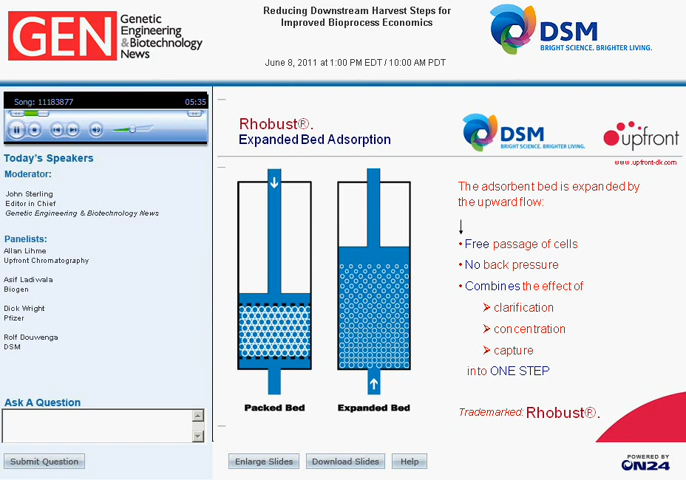 GEN
Genetic
Engineering
& Biotechnology
News
Reducing Downstream Harvest Steps for
Improved Bioprocess Economics
June 8, 2011 at 1:00 PM EDT / 10:00 AM PDT
DSM
BRIGHT SCIENCE. BRIGHTER LIVING.
Song: 11183877
05:35
Today's Speakers
Moderator:
John Sterling
Editor in Chief
Genetic Engineering & Biotechnology News
Panelists:
Allan Lihme
Upfront Chromatography
Asif Ladiwala
Biogen
Dick Wright
Pfizer
Rolf Douwenga
DSM
Ask A Question
Submit Question
Rhobust®.
Expanded Bed Adsorption
DSM
BRIGHT SCIENCE. BRIGHTER LIVING.
upfront
www.upfront-dk.com
Packed Bed
Expanded Bed
The adsorbent bed is expanded by
the upward flow:
• Free passage of cells
• No back pressure
• Combines the effect of
➢ clarification
➢ concentration
➢ capture
into ONE STEP
Trademarked: Rhobust®.
Enlarge Slides
Download Slides
Help
POWERED BY
ON24